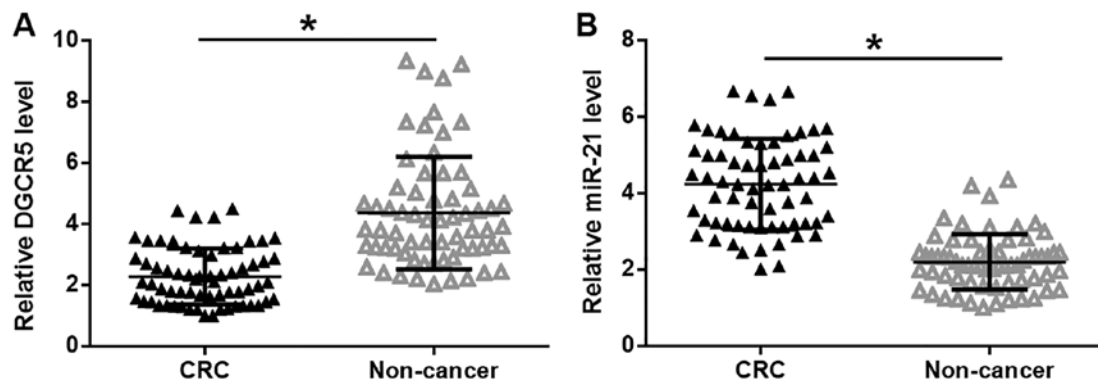 A
*
Relative DGCR5 level
10
8
6
4
2
0
CRC
Non-cancer
B
*
Relative miR-21 level
8
6
4
2
0
CRC
Non-cancer